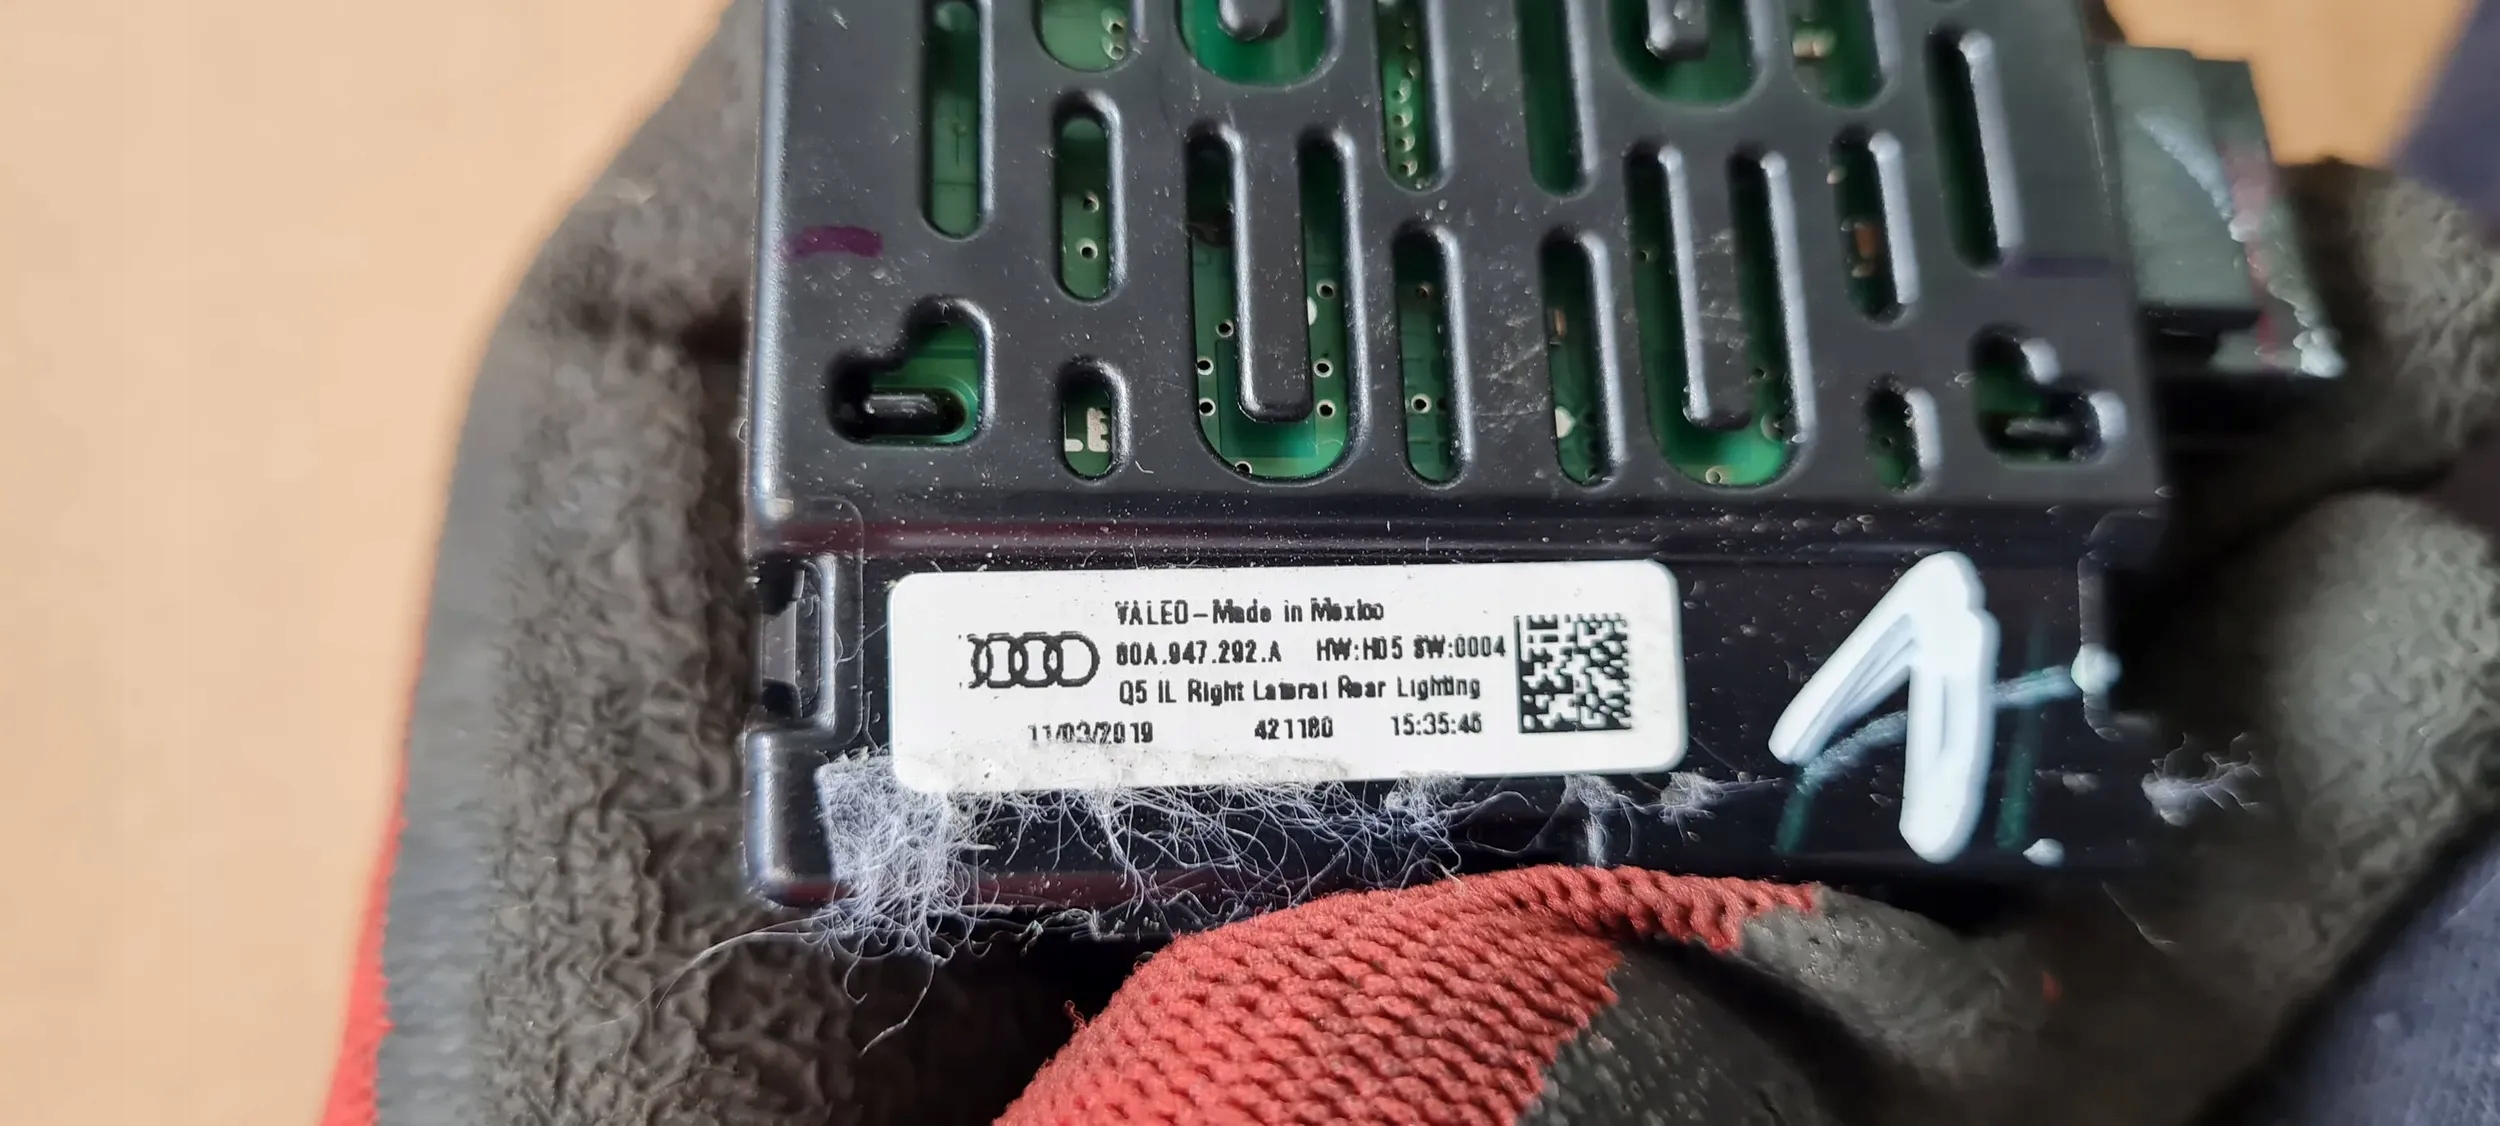 VALEO-Made in Mexico
80A.947.292.A HW:H05 SW:0004
Q5 IL Right Lateral Rear Lighting
11/03/2019 421180 15:35:46
1.